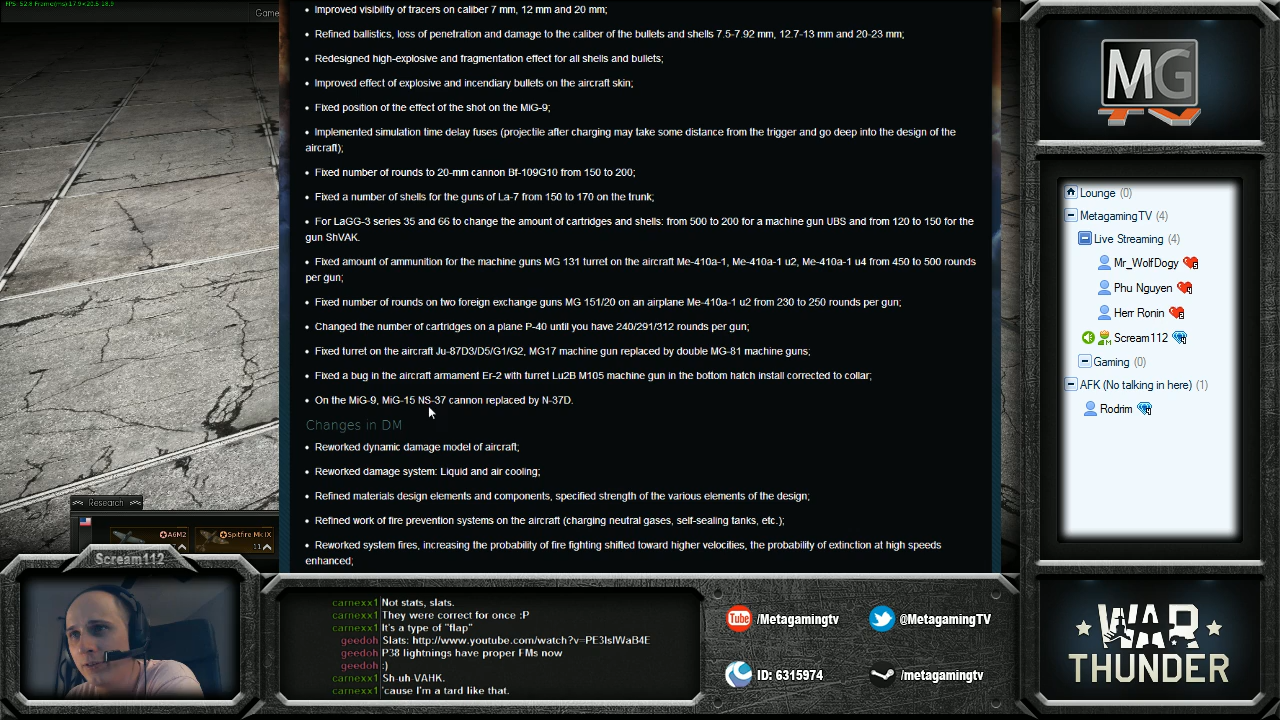 FPS: 52.8 Frame(ms) 17.9<20.5 18.9
Game
• Improved visibility of tracers on caliber 7 mm, 12 mm and 20 mm;
• Refined ballistics, loss of penetration and damage to the caliber of the bullets and shells 7.5-7.92 mm, 12.7-13 mm and 20-23 mm;
• Redesigned high-explosive and fragmentation effect for all shells and bullets;
• Improved effect of explosive and incendiary bullets on the aircraft skin;
• Fixed position of the effect of the shot on the MiG-9;
• Implemented simulation time delay fuses (projectile after charging may take some distance from the trigger and go deep into the design of the
aircraft);
• Fixed number of rounds to 20-mm cannon Bf-109G10 from 150 to 200;
• Fixed a number of shells for the guns of La-7 from 150 to 170 on the trunk;
• For LaGG-3 series 35 and 66 to change the amount of cartridges and shells: from 500 to 200 for a machine gun UBS and from 120 to 150 for the
gun ShVAK.
• Fixed amount of ammunition for the machine guns MG 131 turret on the aircraft Me-410a-1, Me-410a-1 u2, Me-410a-1 u4 from 450 to 500 rounds
per gun;
• Fixed number of rounds on two foreign exchange guns MG 151/20 on an airplane Me-410a-1 u2 from 230 to 250 rounds per gun;
• Changed the number of cartridges on a plane P-40 until you have 240/291/312 rounds per gun;
• Fixed turret on the aircraft Ju-87D3/D5/G1/G2, MG17 machine gun replaced by double MG-81 machine guns;
• Fixed a bug in the aircraft armament Er-2 with turret Lu2B M105 machine gun in the bottom hatch install corrected to collar;
• On the MiG-9, MiG-15 NS-37 cannon replaced by N-37D.
Changes in DM
• Reworked dynamic damage model of aircraft;
• Reworked damage system: Liquid and air cooling;
• Refined materials design elements and components, specified strength of the various elements of the design;
• Refined work of fire prevention systems on the aircraft (charging neutral gases, self-sealing tanks, etc.);
• Reworked system fires, increasing the probability of fire fighting shifted toward higher velocities, the probability of extinction at high speeds
enhanced;
Research
A6M2
Spitfire Mk.IX
11
MG
TV
Lounge (0)
MetagamingTV (4)
Live Streaming (4)
Mr_WolfDogy
Phu Nguyen
Herr Ronin
Scream112
Gaming (0)
AFK (No talking in here) (1)
Rodrim
Scream112
carnexx1 Not stats, slats.
carnexx1 They were correct for once :P
carnexx1 It's a type of "flap"
geedoh Slats: http://www.youtube.com/watch?v=PE3IsIWaB4E
geedoh P38 lightnings have proper FMs now
geedoh :)
carnexx1 Sh-uh VAHK.
carnexx1 'cause I'm a tard like that.
You Tube /Metagamingtv
@MetagamingTV
ID: 6315974
/metagamingtv
WAR
THUNDER